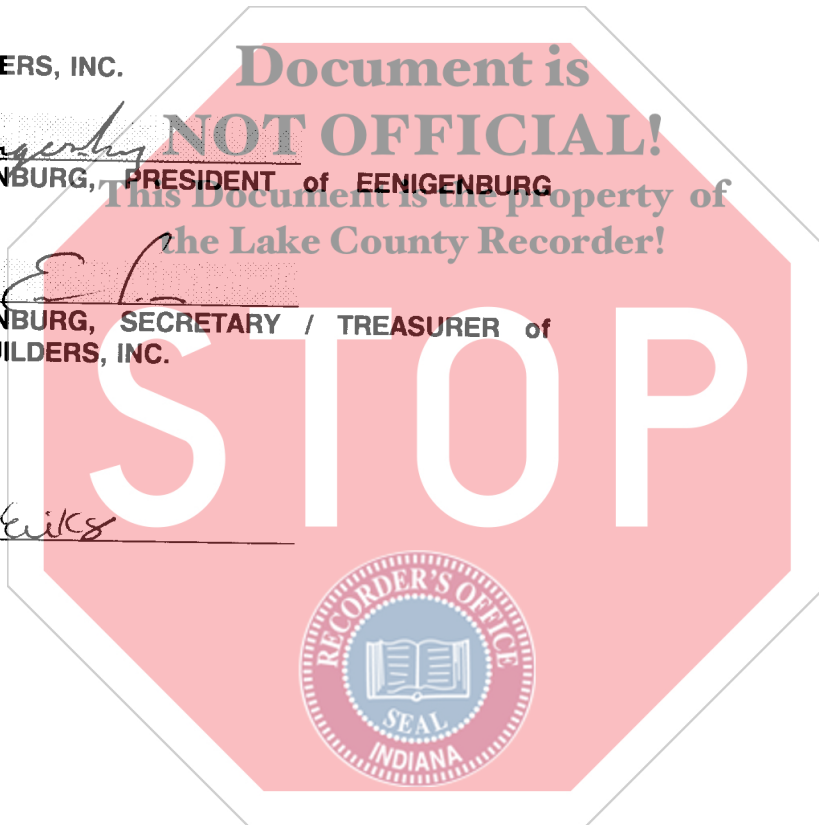 ERS, INC.
Document is
NOT OFFICIAL!
NBURG, PRESIDENT of EENIGENBURG
This Document is the property of
the Lake County Recorder!
NBURG, SECRETARY / TREASURER of
UILDERS, INC.
STOP
RECORDER'S OFFICE
SEAL
INDIANA